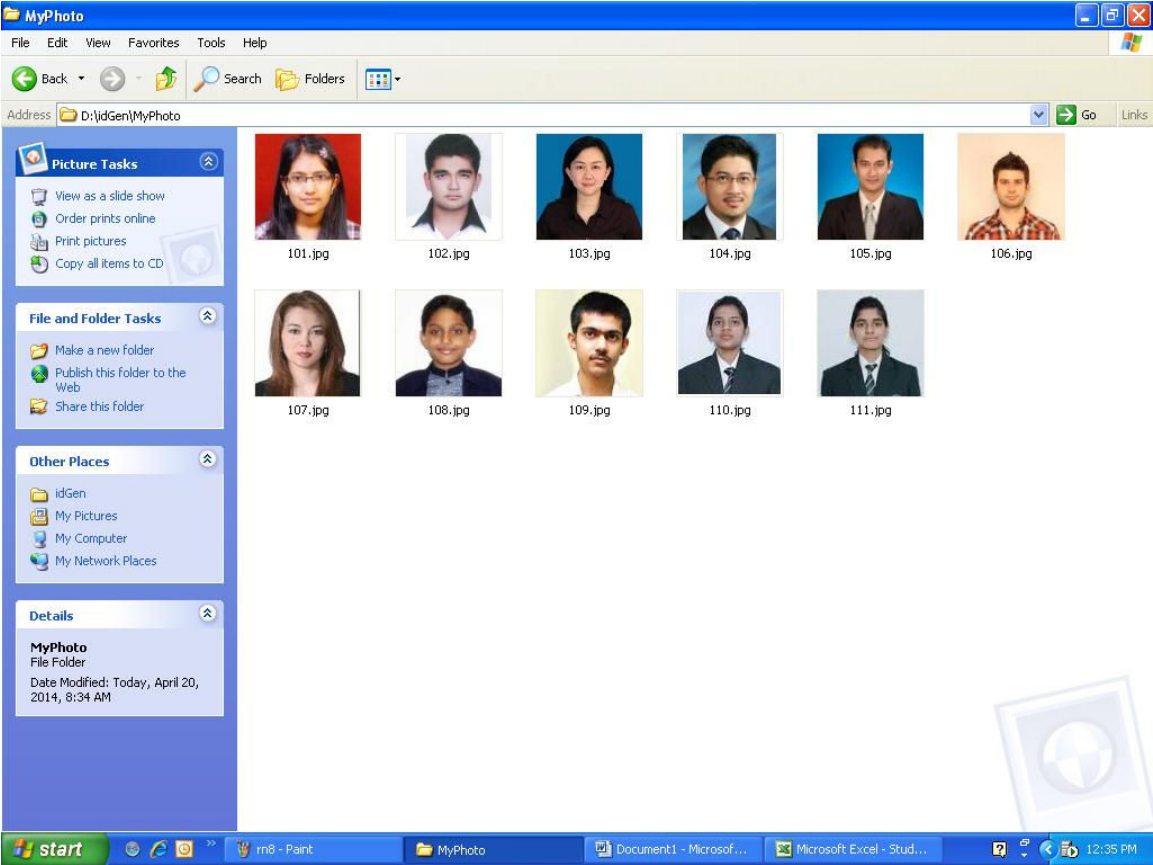 MyPhoto
File Edit View Favorites Tools Help
Back Search Folders
Address D:\idGen\MyPhoto Go Links
Picture Tasks
View as a slide show
Order prints online
Print pictures
Copy all items to CD
File and Folder Tasks
Make a new folder
Publish this folder to the
Web
Share this folder
Other Places
idGen
My Pictures
My Computer
My Network Places
Details
MyPhoto
File Folder
Date Modified: Today, April 20,
2014, 8:34 AM
101.jpg 102.jpg 103.jpg 104.jpg 105.jpg 106.jpg
107.jpg 108.jpg 109.jpg 110.jpg 111.jpg
start rn8 - Paint MyPhoto Document1 - Microsof... Microsoft Excel - Stud... 12:35 PM